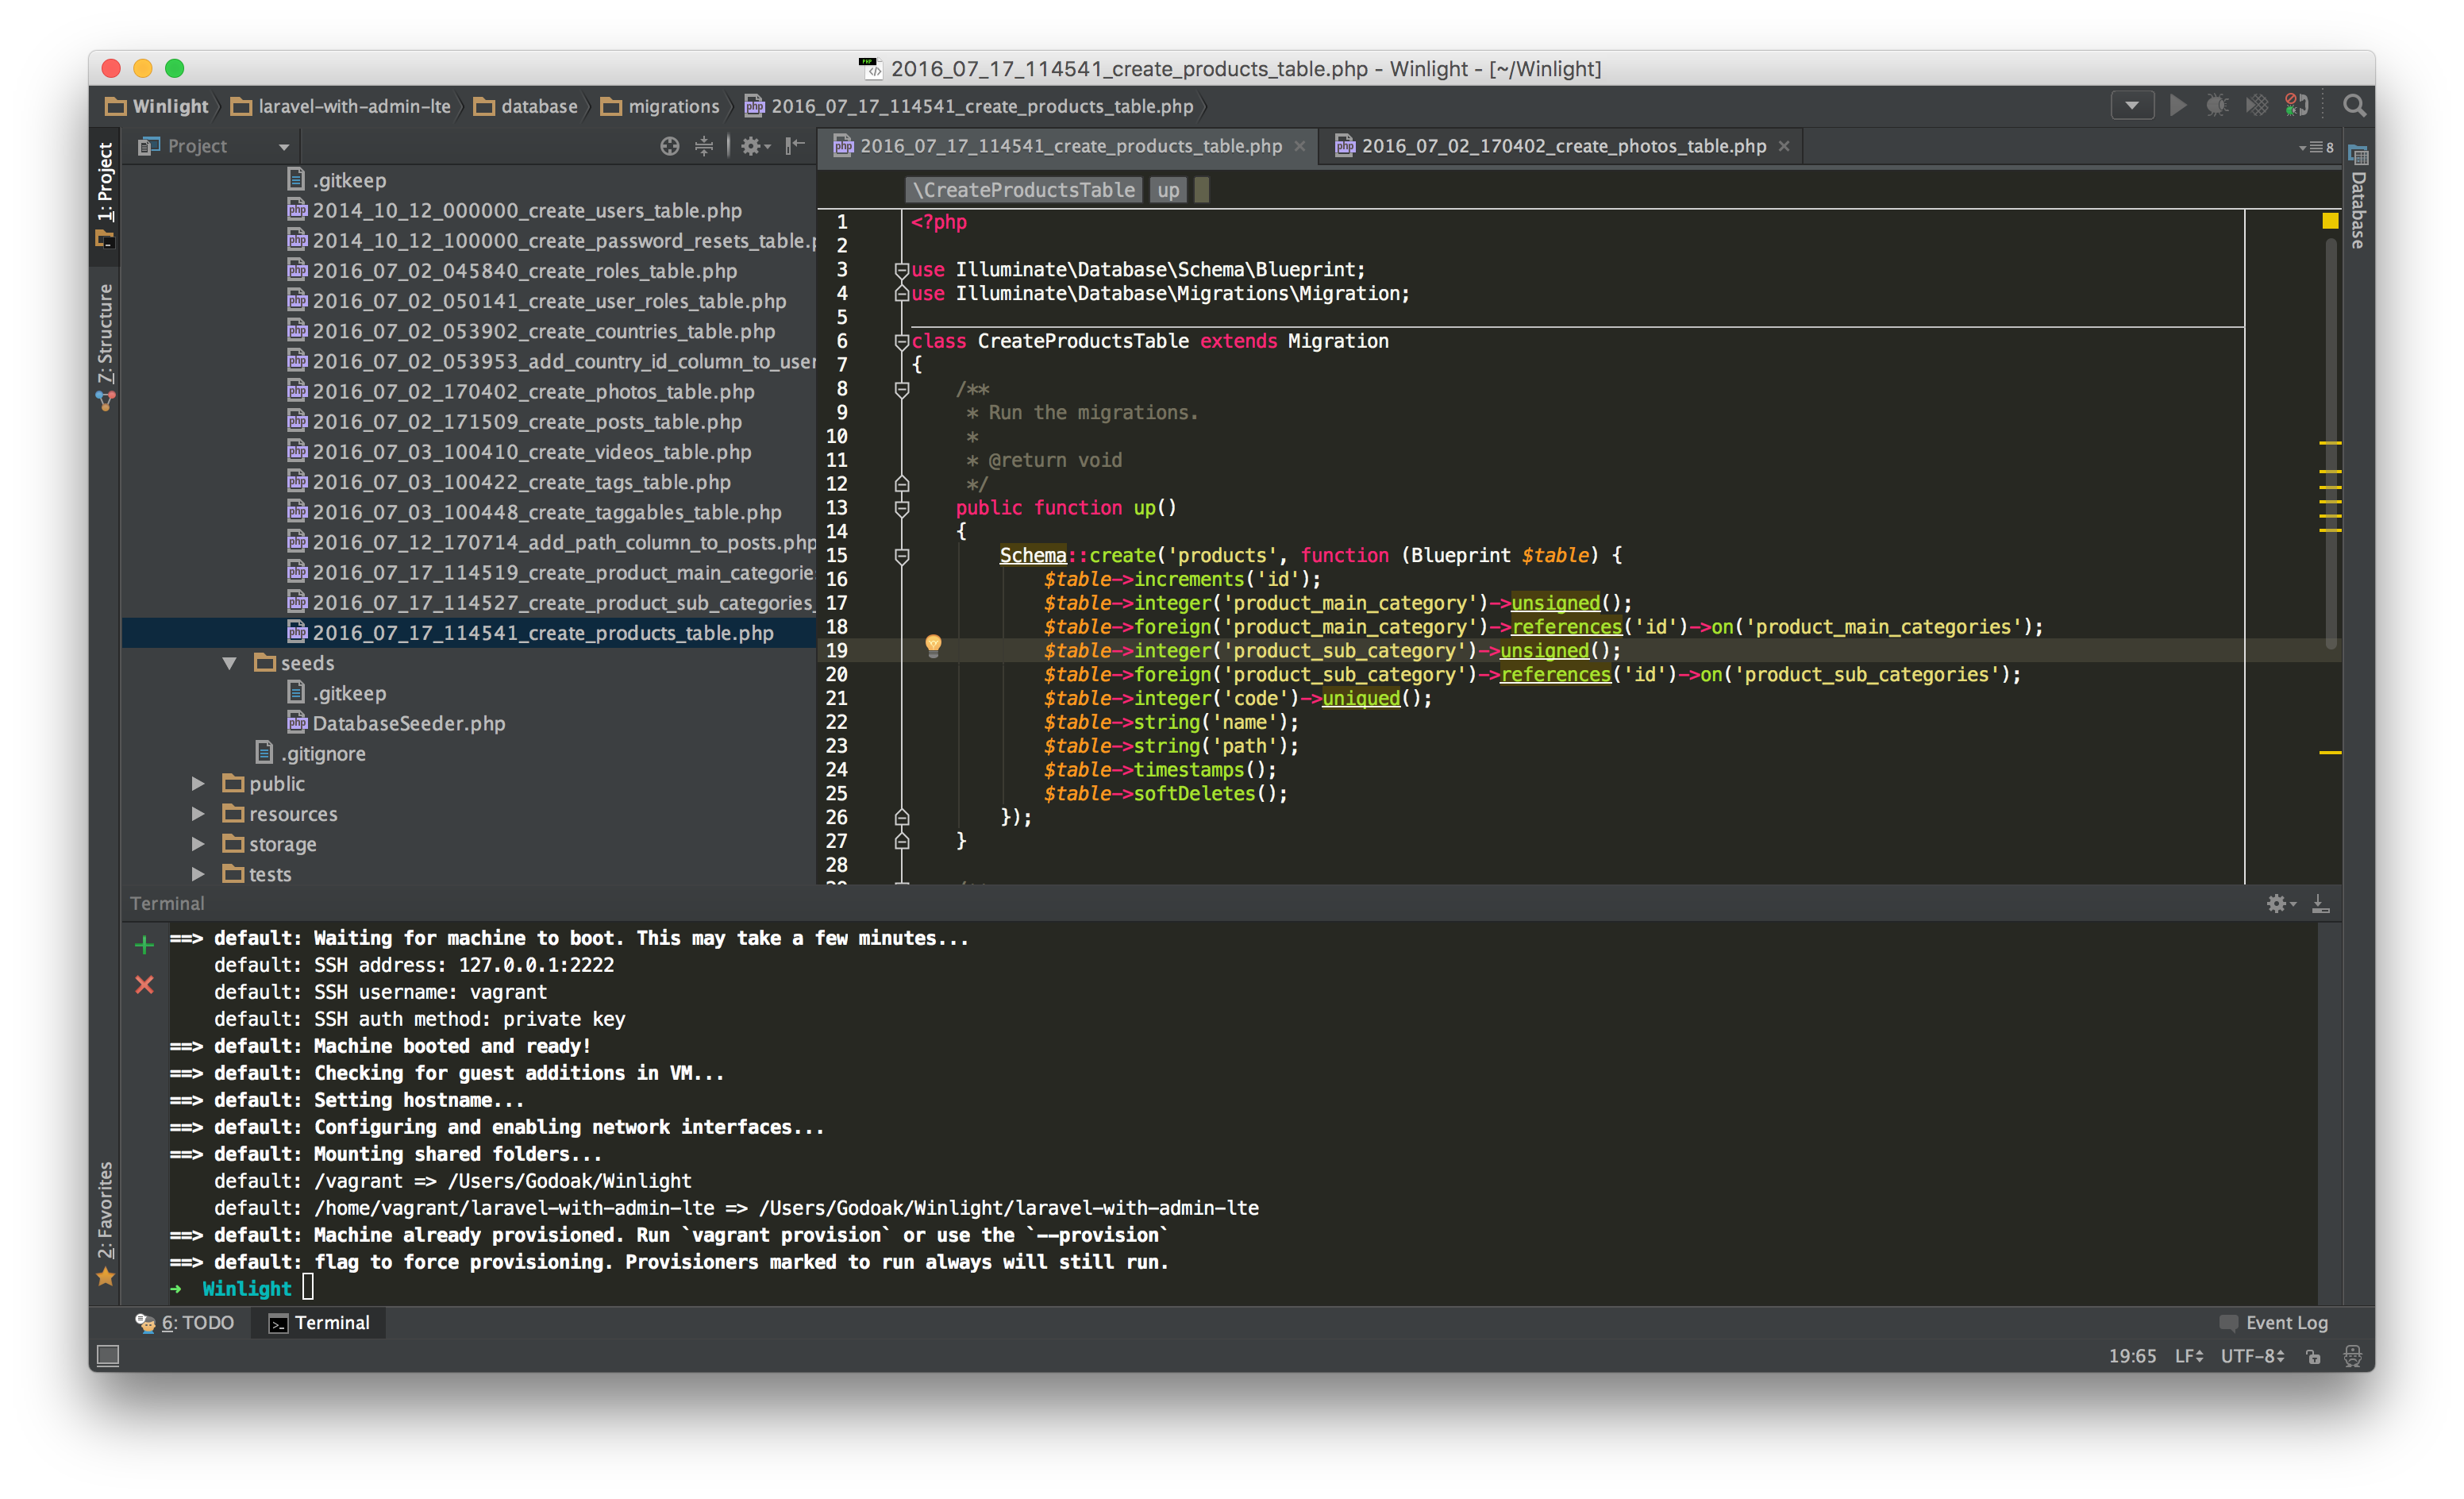 2016_07_17_114541_create_products_table.php - Winlight - [~/Winlight]
Winlight laravel-with-admin-lte database migrations 2016_07_17_114541_create_products_table.php
Project
2016_07_17_114541_create_products_table.php 2016_07_02_170402_create_photos_table.php 8
1: Project
Z: Structure
2: Favorites
Database
.gitkeep
2014_10_12_000000_create_users_table.php
2014_10_12_100000_create_password_resets_table.p
2016_07_02_045840_create_roles_table.php
2016_07_02_050141_create_user_roles_table.php
2016_07_02_053902_create_countries_table.php
2016_07_02_053953_add_country_id_column_to_user
2016_07_02_170402_create_photos_table.php
2016_07_02_171509_create_posts_table.php
2016_07_03_100410_create_videos_table.php
2016_07_03_100422_create_tags_table.php
2016_07_03_100448_create_taggables_table.php
2016_07_12_170714_add_path_column_to_posts.php
2016_07_17_114519_create_product_main_categorie
2016_07_17_114527_create_product_sub_categories_
2016_07_17_114541_create_products_table.php
seeds
.gitkeep
DatabaseSeeder.php
.gitignore
public
resources
storage
tests
\CreateProductsTable up
1 <?php
2
3 use Illuminate\Database\Schema\Blueprint;
4 use Illuminate\Database\Migrations\Migration;
5
6 class CreateProductsTable extends Migration
7 {
8 /**
9 * Run the migrations.
10 *
11 * @return void
12 */
13 public function up()
14 {
15 Schema::create('products', function (Blueprint $table) {
16 $table->increments('id');
17 $table->integer('product_main_category')->unsigned();
18 $table->foreign('product_main_category')->references('id')->on('product_main_categories');
19 $table->integer('product_sub_category')->unsigned();
20 $table->foreign('product_sub_category')->references('id')->on('product_sub_categories');
21 $table->integer('code')->uniqued();
22 $table->string('name');
23 $table->string('path');
24 $table->timestamps();
25 $table->softDeletes();
26 });
27 }
28
Terminal
==> default: Waiting for machine to boot. This may take a few minutes...
default: SSH address: 127.0.0.1:2222
default: SSH username: vagrant
default: SSH auth method: private key
==> default: Machine booted and ready!
==> default: Checking for guest additions in VM...
==> default: Setting hostname...
==> default: Configuring and enabling network interfaces...
==> default: Mounting shared folders...
default: /vagrant => /Users/Godoak/Winlight
default: /home/vagrant/laravel-with-admin-lte => /Users/Godoak/Winlight/laravel-with-admin-lte
==> default: Machine already provisioned. Run `vagrant provision` or use the `--provision`
==> default: flag to force provisioning. Provisioners marked to run always will still run.
➜ Winlight
6: TODO Terminal Event Log
19:65 LF UTF-8